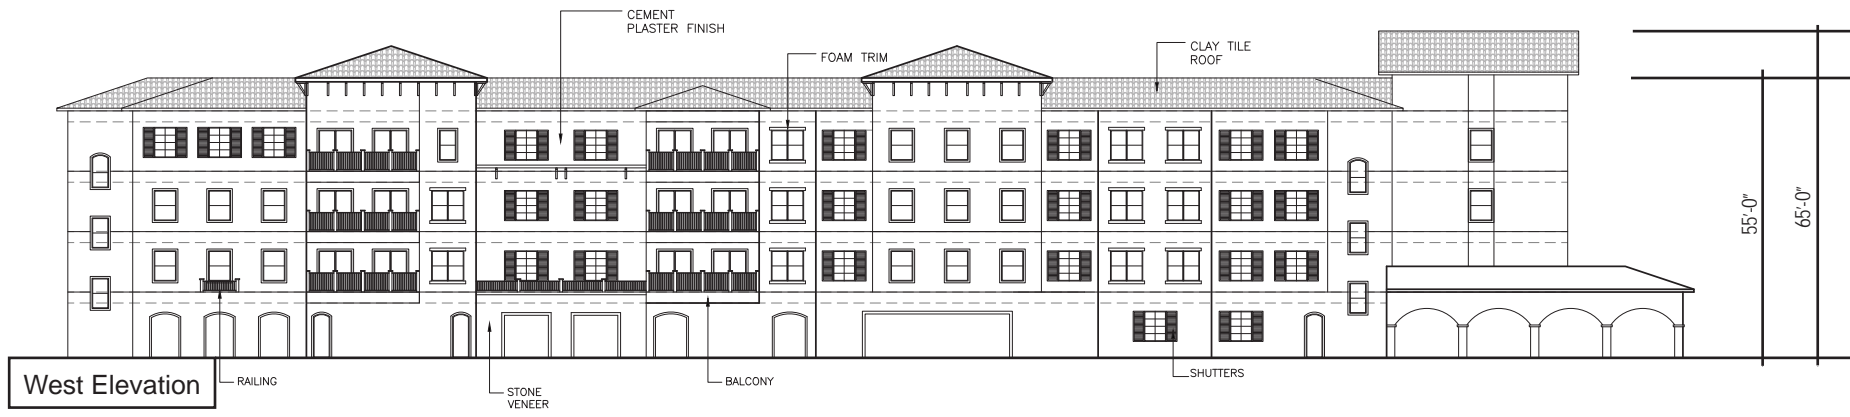 CEMENT
PLASTER FINISH
FOAM TRIM
CLAY TILE
ROOF
55'-0"
65'-0"
West Elevation
RAILING
STONE
VENEER
BALCONY
SHUTTERS